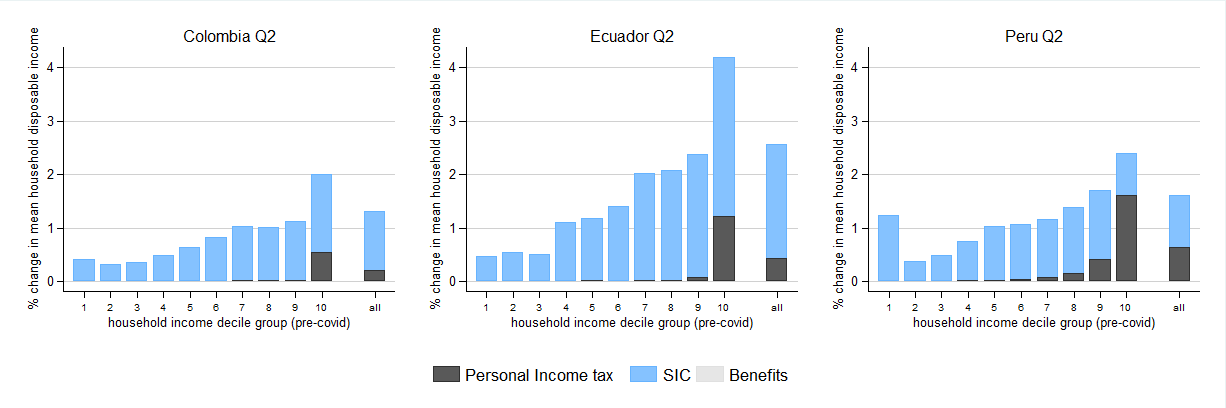 Colombia Q2
% change in mean household disposable income
4
3
2
1
0
1 2 3 4 5 6 7 8 9 10 all
household income decile group (pre-covid)
Ecuador Q2
% change in mean household disposable income
4
3
2
1
0
1 2 3 4 5 6 7 8 9 10 all
household income decile group (pre-covid)
Peru Q2
% change in mean household disposable income
4
3
2
1
0
1 2 3 4 5 6 7 8 9 10 all
household income decile group (pre-covid)
Personal Income tax SIC Benefits